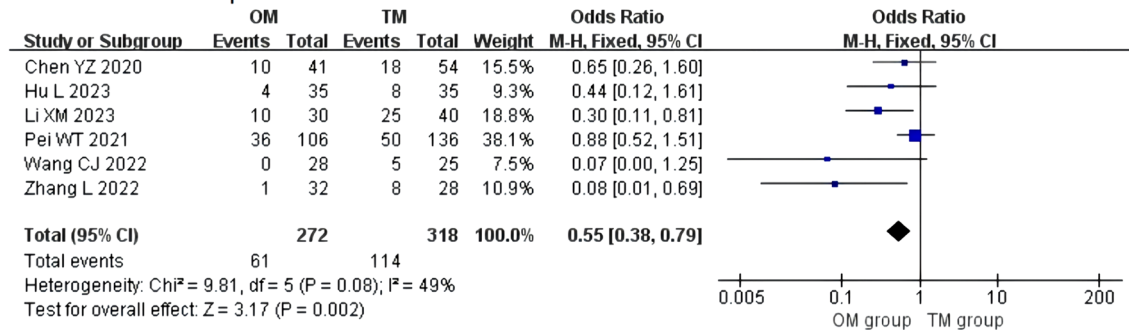 OM TM Odds Ratio Odds Ratio
Study or Subgroup Events Total Events Total Weight M-H, Fixed, 95% CI M-H, Fixed, 95% CI
Chen YZ 2020 10 41 18 54 15.5% 0.65 [0.26, 1.60]
Hu L 2023 4 35 8 35 9.3% 0.44 [0.12, 1.61]
Li XM 2023 10 30 25 40 18.8% 0.30 [0.11, 0.81]
Pei WT 2021 36 106 50 136 38.1% 0.88 [0.52, 1.51]
Wang CJ 2022 0 28 5 25 7.5% 0.07 [0.00, 1.25]
Zhang L 2022 1 32 8 28 10.9% 0.08 [0.01, 0.69]
Total (95% CI) 272 318 100.0% 0.55 [0.38, 0.79]
Total events 61 114
Heterogeneity: Chi² = 9.81, df = 5 (P = 0.08); I² = 49%
Test for overall effect: Z = 3.17 (P = 0.002)
0.005 0.1 1 10 200
OM group TM group